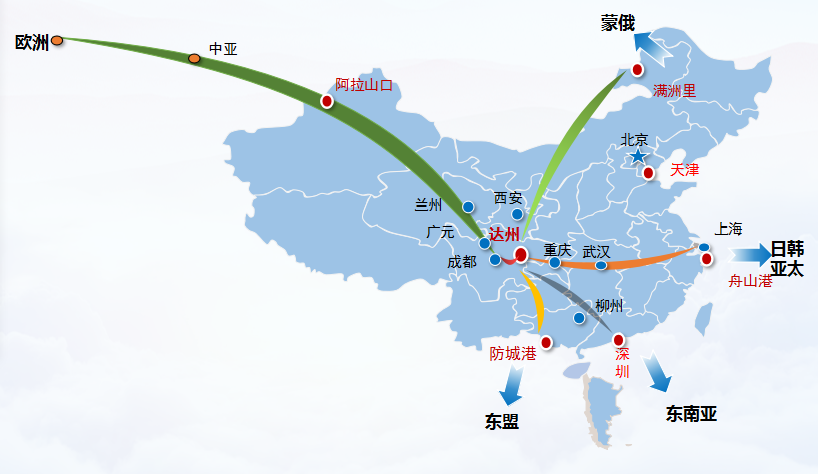 蒙俄
欧洲
中亚
阿拉山口
满洲里
北京
天津
兰州
西安
广元
达州
上海
成都
重庆
武汉
日韩
亚太
舟山港
柳州
防城港
深
圳
东盟
东南亚